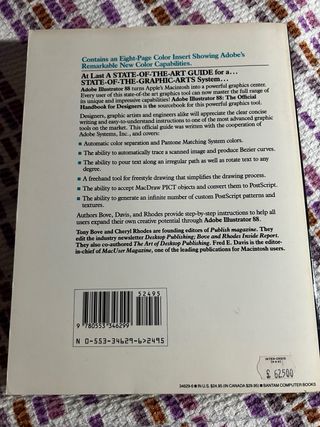 Contains an Eight-Page Color Insert Showing Adobe's
Remarkable New Color Capabilities.
At Last A STATE-OF-THE-ART GUIDE for a...
STATE-OF-THE-GRAPHIC-ARTS System...
Adobe Illustrator 88 turns Apple's Macintosh into a powerful graphics center.
Every user of this state-of-the art graphics tool can now master the full range of
its unique and impressive capabilities! Adobe Illustrator 88: The Official
Handbook for Designers is the sourcebook for this powerful graphics tool.
Designers, graphic artists and engineers alike will appreciate the clear concise
writing and easy-to-understand instructions to one of the most advanced graphic
tools on the market. This official guide was written with the cooperation of
Adobe Systems, Inc., and covers:
Automatic color separation and Pantone Matching System colors.
The ability to automatically trace a scanned image and produce Bezier curves.
The ability to pour text along an irregular path as well as rotate text to any
degree.
A freehand tool for freestyle drawing that simplifies the drawing process.
The ability to accept MacDraw PICT objects and convert them to PostScript.
The ability to generate an infinite number of custom PostScript patterns and
textures.
Authors Bove, Davis, and Rhodes provide step-by-step instructions to help all
users expand their own creative potential through Adobe Illustrator 88.
Tony Bove and Cheryl Rhodes are founding editors of Publish magazine. They
edit the industry newsletter Desktop Publishing: Bove and Rhodes Inside Report.
They also co-authored The Art of Desktop Publishing. Fred E. Davis is the editor-
in-chief of MacUser Magazine, one of the leading publications for Macintosh users.
52495
9 780553 346299
N 0-553-34629-6>2495
£ 62500
34629-6 ★ IN U.S. $24.95 (IN CANADA $29.95) ★ BANTAM COMPUTER BOOKS